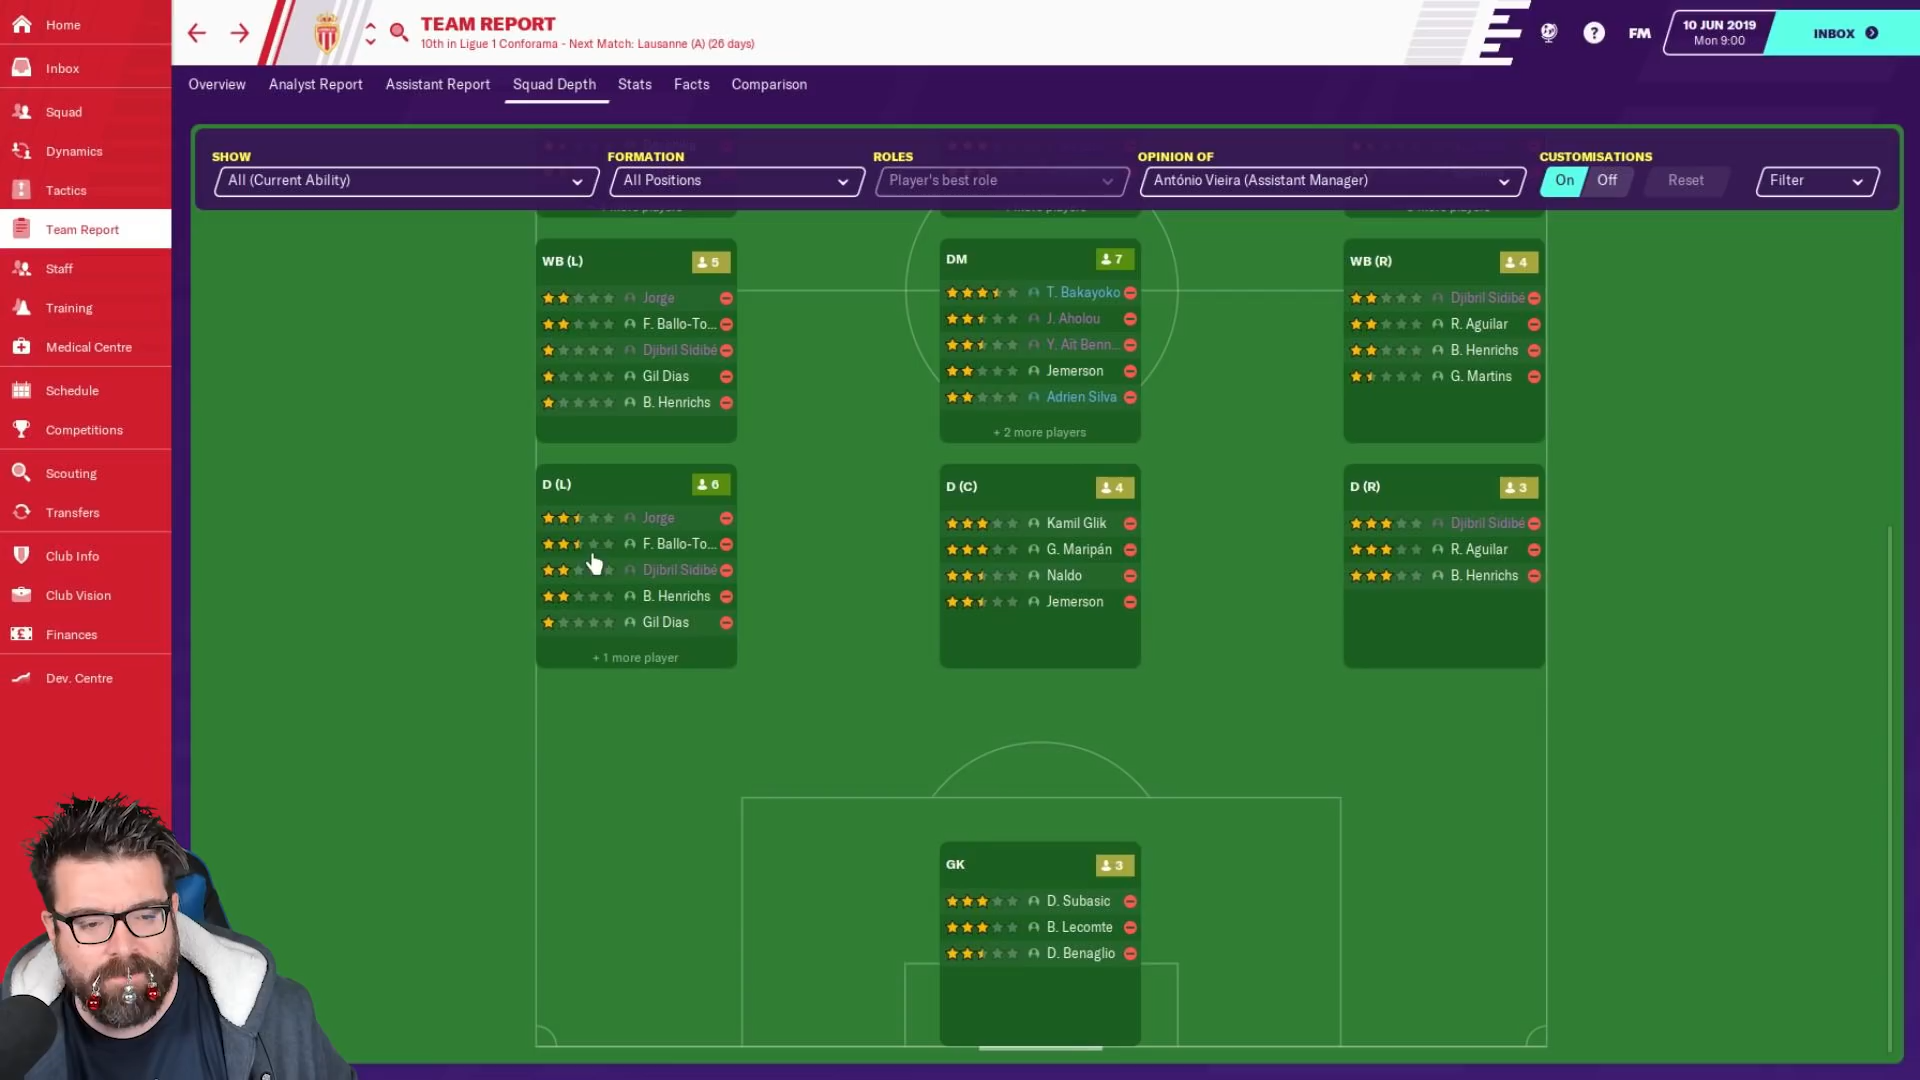 Home
Inbox
Squad
Dynamics
Tactics
Team Report
Staff
Training
Medical Centre
Schedule
Competitions
Scouting
Transfers
Club Info
Club Vision
Finances
Dev. Centre
TEAM REPORT
10th in Ligue 1 Conforama - Next Match: Lausanne (A) (26 days)
FM
10 JUN 2019
Mon 9:00
INBOX
Overview Analyst Report Assistant Report Squad Depth Stats Facts Comparison
SHOW FORMATION ROLES OPINION OF CUSTOMISATIONS
All (Current Ability) All Positions Player's best role António Vieira (Assistant Manager) On Off Reset Filter
WB (L) 5
Jorge
F. Ballo-To...
Djibril Sidibé
Gil Dias
B. Henrichs
DM 7
T. Bakayoko
J. Aholou
Y. Aït Benn...
Jemerson
Adrien Silva
+ 2 more players
WB (R) 4
Djibril Sidibé
R. Aguilar
B. Henrichs
G. Martins
D (L) 6
Jorge
F. Ballo-To...
Djibril Sidibé
B. Henrichs
Gil Dias
+ 1 more player
D (C) 4
Kamil Glik
G. Maripán
Naldo
Jemerson
D (R) 3
Djibril Sidibé
R. Aguilar
B. Henrichs
GK 3
D. Subasic
B. Lecomte
D. Benaglio